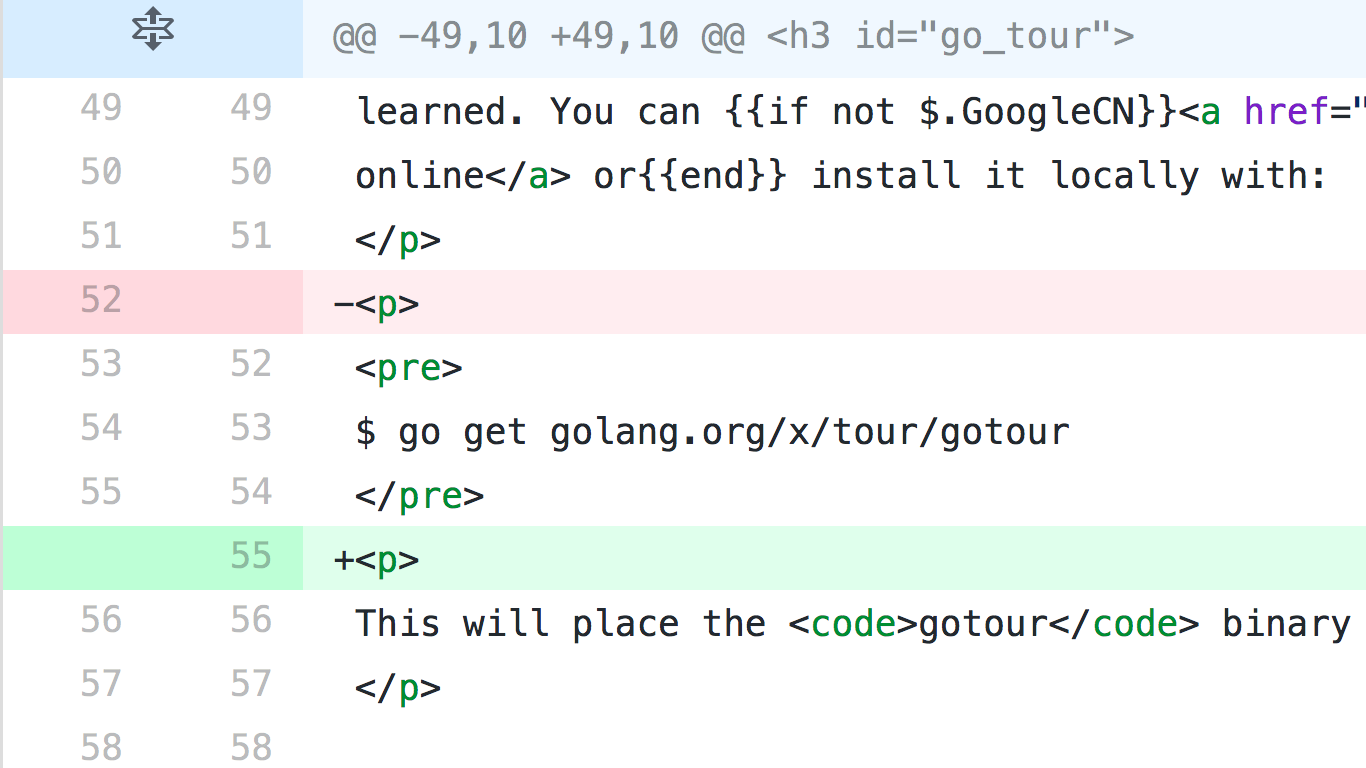 @@ -49,10 +49,10 @@ <h3 id="go_tour">
49 49 learned. You can {{if not $.GoogleCN}}<a href="
50 50 online</a> or{{end}} install it locally with:
51 51 </p>
52 -<p>
53 52 <pre>
54 53 $ go get golang.org/x/tour/gotour
55 54 </pre>
55 +<p>
56 56 This will place the <code>gotour</code> binary
57 57 </p>
58 58